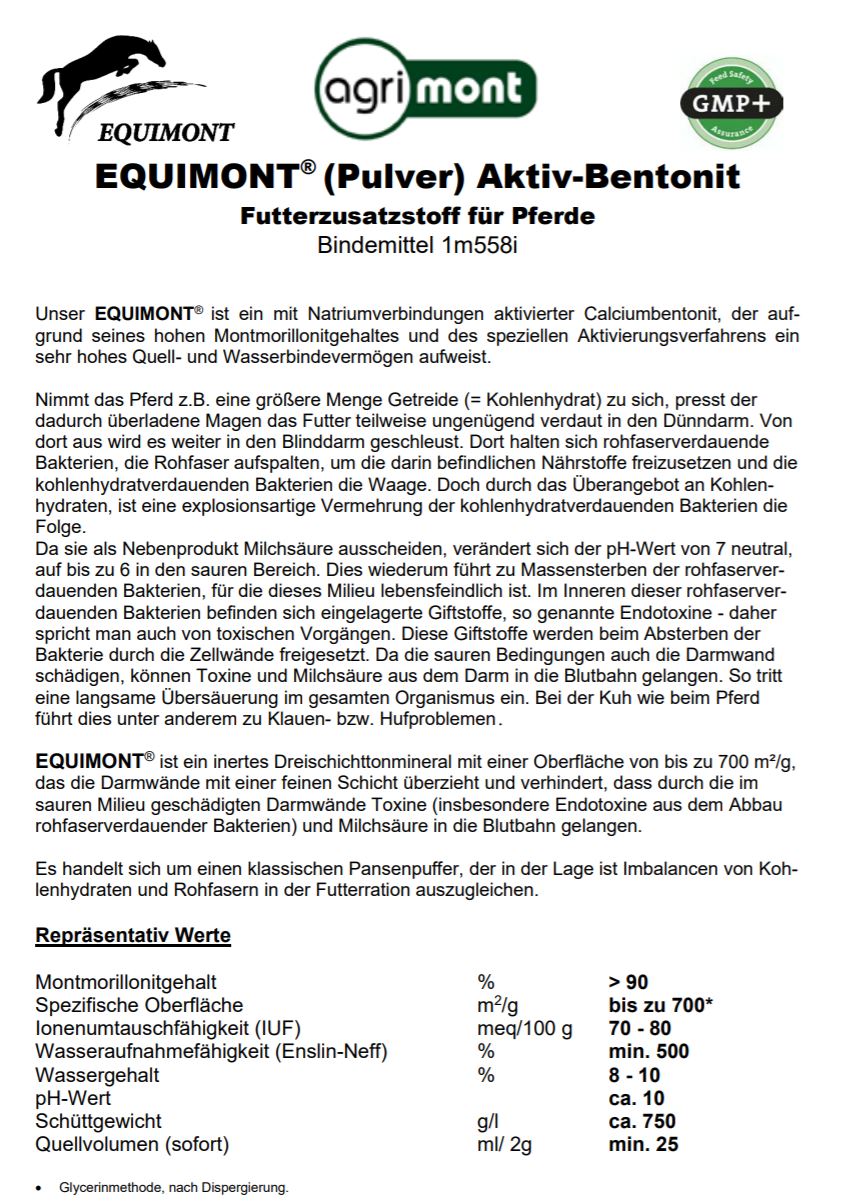 EQUIMONT
agrimont
Feed Safety
GMP+
Assurance
EQUIMONT® (Pulver) Aktiv-Bentonit
Futterzusatzstoff für Pferde
Bindemittel 1m558i
Unser EQUIMONT® ist ein mit Natriumverbindungen aktivierter Calciumbentonit, der auf-
grund seines hohen Montmorillonitgehaltes und des speziellen Aktivierungsverfahrens ein
sehr hohes Quell- und Wasserbindevermögen aufweist.
Nimmt das Pferd z.B. eine größere Menge Getreide (= Kohlenhydrat) zu sich, presst der
dadurch überladene Magen das Futter teilweise ungenügend verdaut in den Dünndarm. Von
dort aus wird es weiter in den Blinddarm geschleust. Dort halten sich rohfaserverdauende
Bakterien, die Rohfaser aufspalten, um die darin befindlichen Nährstoffe freizusetzen und die
kohlenhydratverdauenden Bakterien die Waage. Doch durch das Überangebot an Kohlen-
hydraten, ist eine explosionsartige Vermehrung der kohlenhydratverdauenden Bakterien die
Folge.
Da sie als Nebenprodukt Milchsäure ausscheiden, verändert sich der pH-Wert von 7 neutral,
auf bis zu 6 in den sauren Bereich. Dies wiederum führt zu Massensterben der rohfaserver-
dauenden Bakterien, für die dieses Milieu lebensfeindlich ist. Im Inneren dieser rohfaserver-
dauenden Bakterien befinden sich eingelagerte Giftstoffe, so genannte Endotoxine - daher
spricht man auch von toxischen Vorgängen. Diese Giftstoffe werden beim Absterben der
Bakterie durch die Zellwände freigesetzt. Da die sauren Bedingungen auch die Darmwand
schädigen, können Toxine und Milchsäure aus dem Darm in die Blutbahn gelangen. So tritt
eine langsame Übersäuerung im gesamten Organismus ein. Bei der Kuh wie beim Pferd
führt dies unter anderem zu Klauen- bzw. Hufproblemen.
EQUIMONT® ist ein inertes Dreischichttonmineral mit einer Oberfläche von bis zu 700 m²/g,
das die Darmwände mit einer feinen Schicht überzieht und verhindert, dass durch die im
sauren Milieu geschädigten Darmwände Toxine (insbesondere Endotoxine aus dem Abbau
rohfaserverdauender Bakterien) und Milchsäure in die Blutbahn gelangen.
Es handelt sich um einen klassischen Pansenpuffer, der in der Lage ist Imbalancen von Koh-
lenhydraten und Rohfasern in der Futterration auszugleichen.
Repräsentativ Werte
Montmorillonitgehalt % > 90
Spezifische Oberfläche m²/g bis zu 700*
Ionenumtauschfähigkeit (IUF) meq/100 g 70 - 80
Wasseraufnahmefähigkeit (Enslin-Neff) % min. 500
Wassergehalt % 8 - 10
pH-Wert ca. 10
Schüttgewicht g/l ca. 750
Quellvolumen (sofort) ml/ 2g min. 25
• Glycerinmethode, nach Dispergierung.